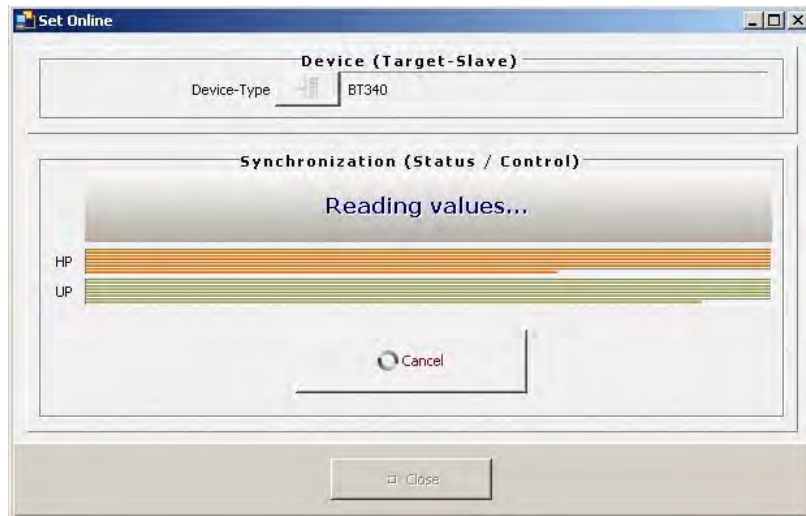 Set Online
Device (Target-Slave)
Device-Type BT340
Synchronization (Status / Control)
Reading values...
HP
UP
Cancel
Close